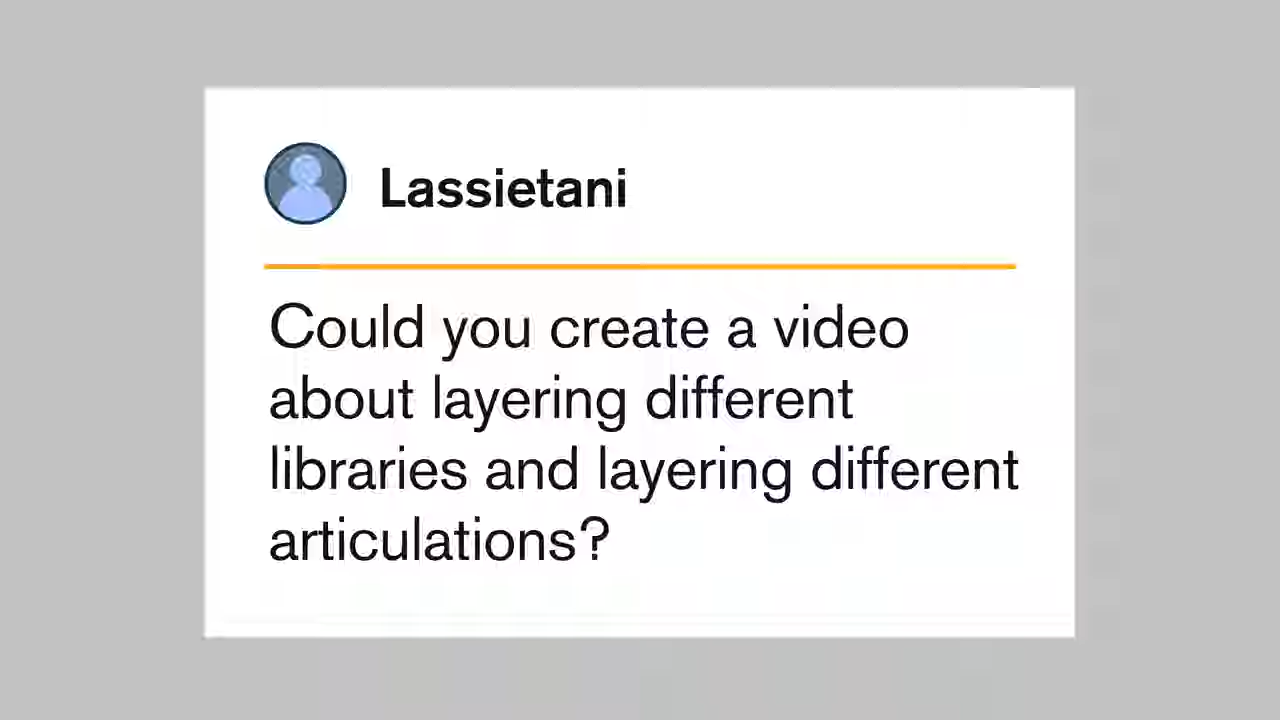 Lassietani
Could you create a video
about layering different
libraries and layering different
articulations?